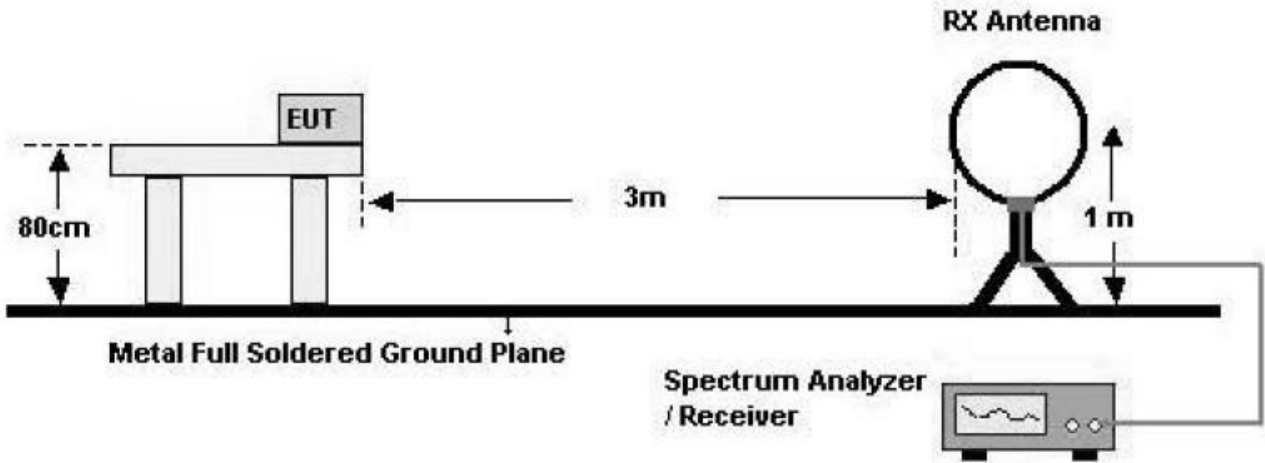 RX Antenna
EUT
80cm
3m
1 m
Metal Full Soldered Ground Plane
Spectrum Analyzer
/ Receiver